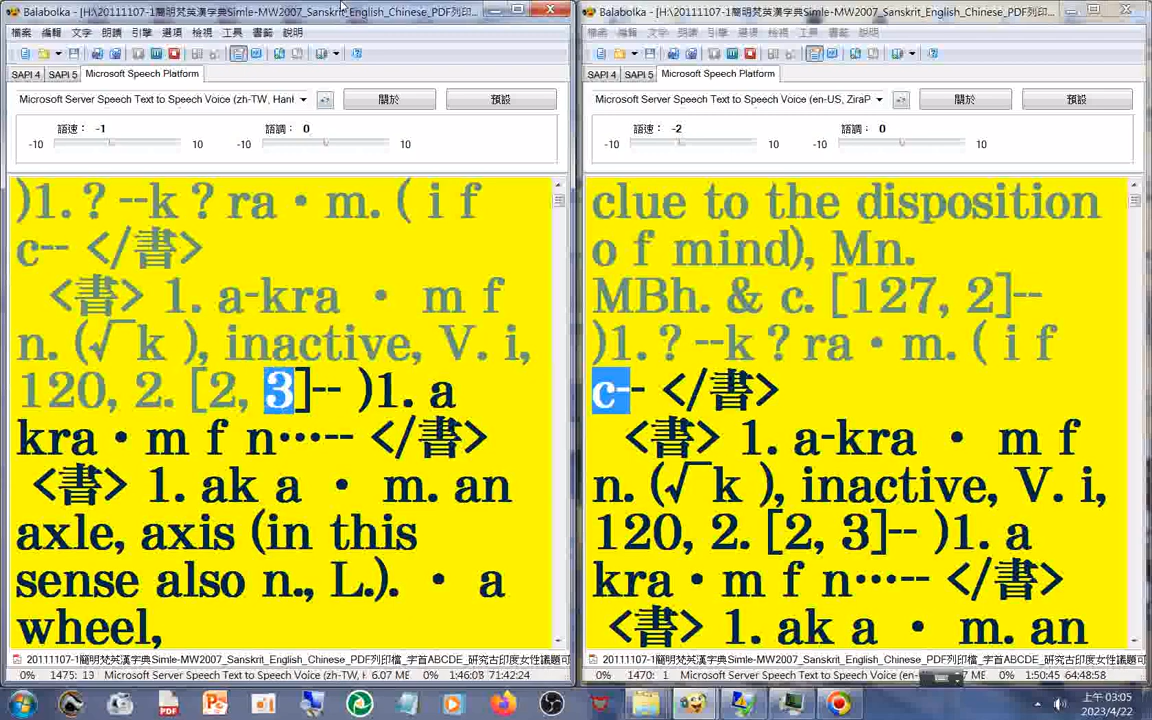 Balabolka - [H:\20111107-1簡明梵英漢字典Simle-MW2007_Sanskrit_English_Chinese_PDF列印...
檔案 編輯 文字 朗讀 引擎 選項 檢視 工具 書籤 說明
SAPI 4 SAPI 5 Microsoft Speech Platform
Microsoft Server Speech Text to Speech Voice (zh-TW, Hanl
關於 預設
語速： -1 語調： 0
-10 10 -10 10
)1. ? --k ? ra • m. ( i f
c-- </書>
<書> 1. a-kra • m f
n. (√ k ), inactive, V. i,
120, 2. [2, 3]-- )1. a
kra • m f n…-- </書>
<書> 1. ak a • m. an
axle, axis (in this
sense also n., L.). • a
wheel,
20111107-1簡明梵英漢字典Simle-MW2007_Sanskrit_English_Chinese_PDF列印檔_字首ABCDE_研究古印度女性議題可
0% 1475: 13 Microsoft Server Speech Text to Speech Voice (zh-TW, H 6.07 ME 0% 1:46:03 71:42:24
Balabolka - [H:\20111107-1簡明梵英漢字典Simle-MW2007_Sanskrit_English_Chinese_PDF列印...
檔案 編輯 文字 朗讀 引擎 選項 檢視 工具 書籤 說明
SAPI 4 SAPI 5 Microsoft Speech Platform
Microsoft Server Speech Text to Speech Voice (en-US, ZiraP
關於 預設
語速： -2 語調： 0
-10 10 -10 10
clue to the disposition
o f mind), Mn.
MBh. & c. [127, 2]--
)1. ? --k ? ra • m. ( i f
c-- </書>
<書> 1. a-kra • m f
n. (√ k ), inactive, V. i,
120, 2. [2, 3]-- )1. a
kra • m f n…-- </書>
<書> 1. ak a • m. an
20111107-1簡明梵英漢字典Simle-MW2007_Sanskrit_English_Chinese_PDF列印檔_字首ABCDE_研究古印度女性議題可
0% 1470: 1 Microsoft Server Speech Text to Speech Voice (en- 6.07 ME 0% 1:50:45 64:48:58
上午 03:05
2023/4/22